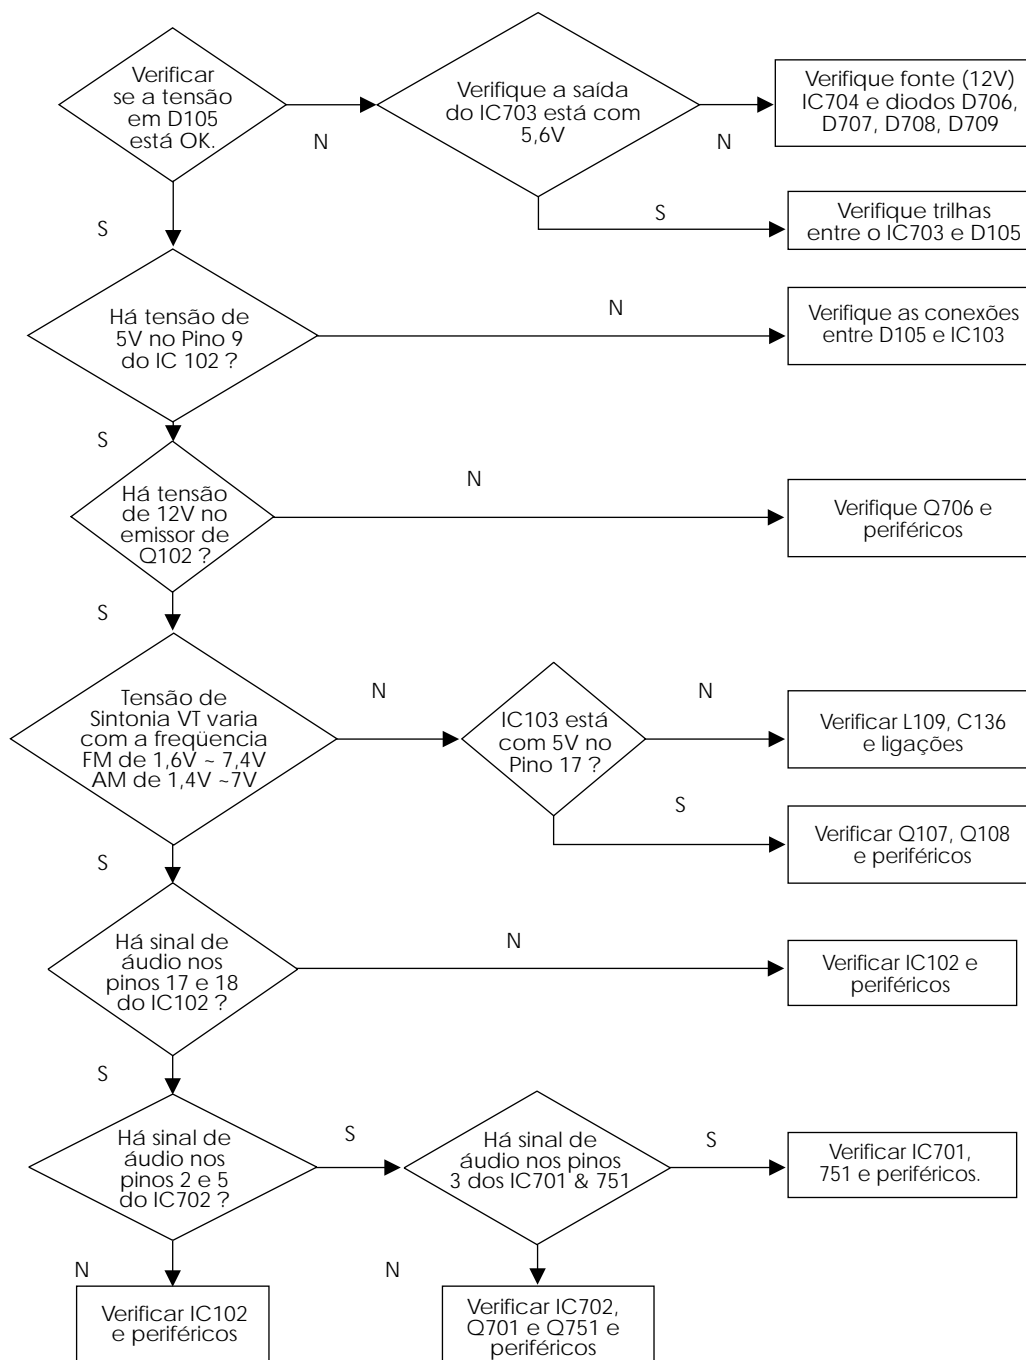 Verificar
se a tensão
em D105
está OK.
N
Verifique a saída
do IC703 está com
5,6V
N
Verifique fonte (12V)
IC704 e diodos D706,
D707, D708, D709
S
S
Verifique trilhas
entre o IC703 e D105
Há tensão de
5V no Pino 9
do IC 102 ?
N
Verifique as conexões
entre D105 e IC103
S
Há tensão
de 12V no
emissor de
Q102 ?
N
Verifique Q706 e
periféricos
S
Tensão de
Sintonia VT varia
com a freqüencia
FM de 1,6V ~ 7,4V
AM de 1,4V ~7V
N
IC103 está
com 5V no
Pino 17 ?
N
Verificar L109, C136
e ligações
S
Verificar Q107, Q108
e periféricos
S
Há sinal de
áudio nos
pinos 17 e 18
do IC102 ?
N
Verificar IC102 e
periféricos
S
Há sinal de
áudio nos
pinos 2 e 5
do IC702 ?
S
Há sinal de
áudio nos pinos
3 dos IC701 & 751
S
Verificar IC701,
751 e periféricos.
N
Verificar IC102
e periféricos
N
Verificar IC702,
Q701 e Q751 e
periféricos